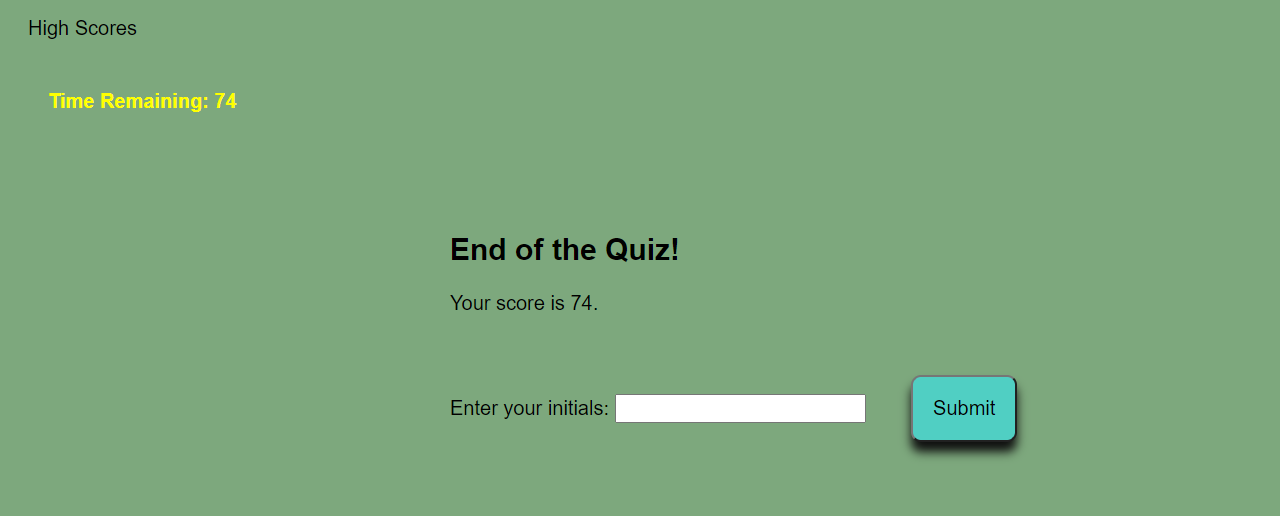 High Scores
Time Remaining: 74
End of the Quiz!
Your score is 74.
Enter your initials: Submit